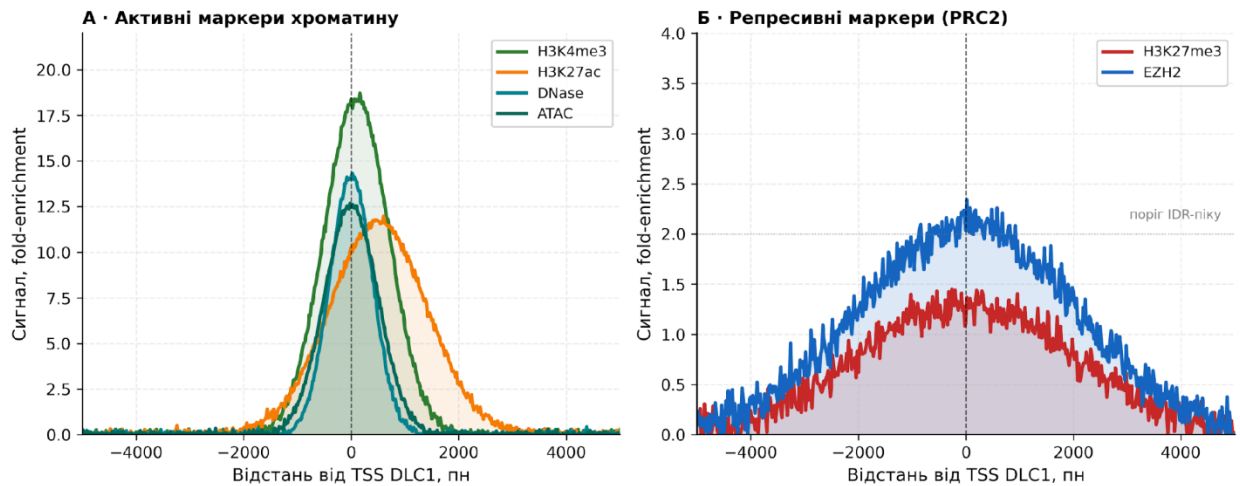 А · Активні маркери хроматину
Сигнал, fold-enrichment
20.0
17.5
15.0
12.5
10.0
7.5
5.0
2.5
0.0
H3K4me3
H3K27ac
DNase
ATAC
−4000 −2000 0 2000 4000
Відстань від TSS DLC1, пн
Б · Репресивні маркери (PRC2)
Сигнал, fold-enrichment
4.0
3.5
3.0
2.5
2.0
1.5
1.0
0.5
0.0
H3K27me3
EZH2
поріг IDR-піку
−4000 −2000 0 2000 4000
Відстань від TSS DLC1, пн